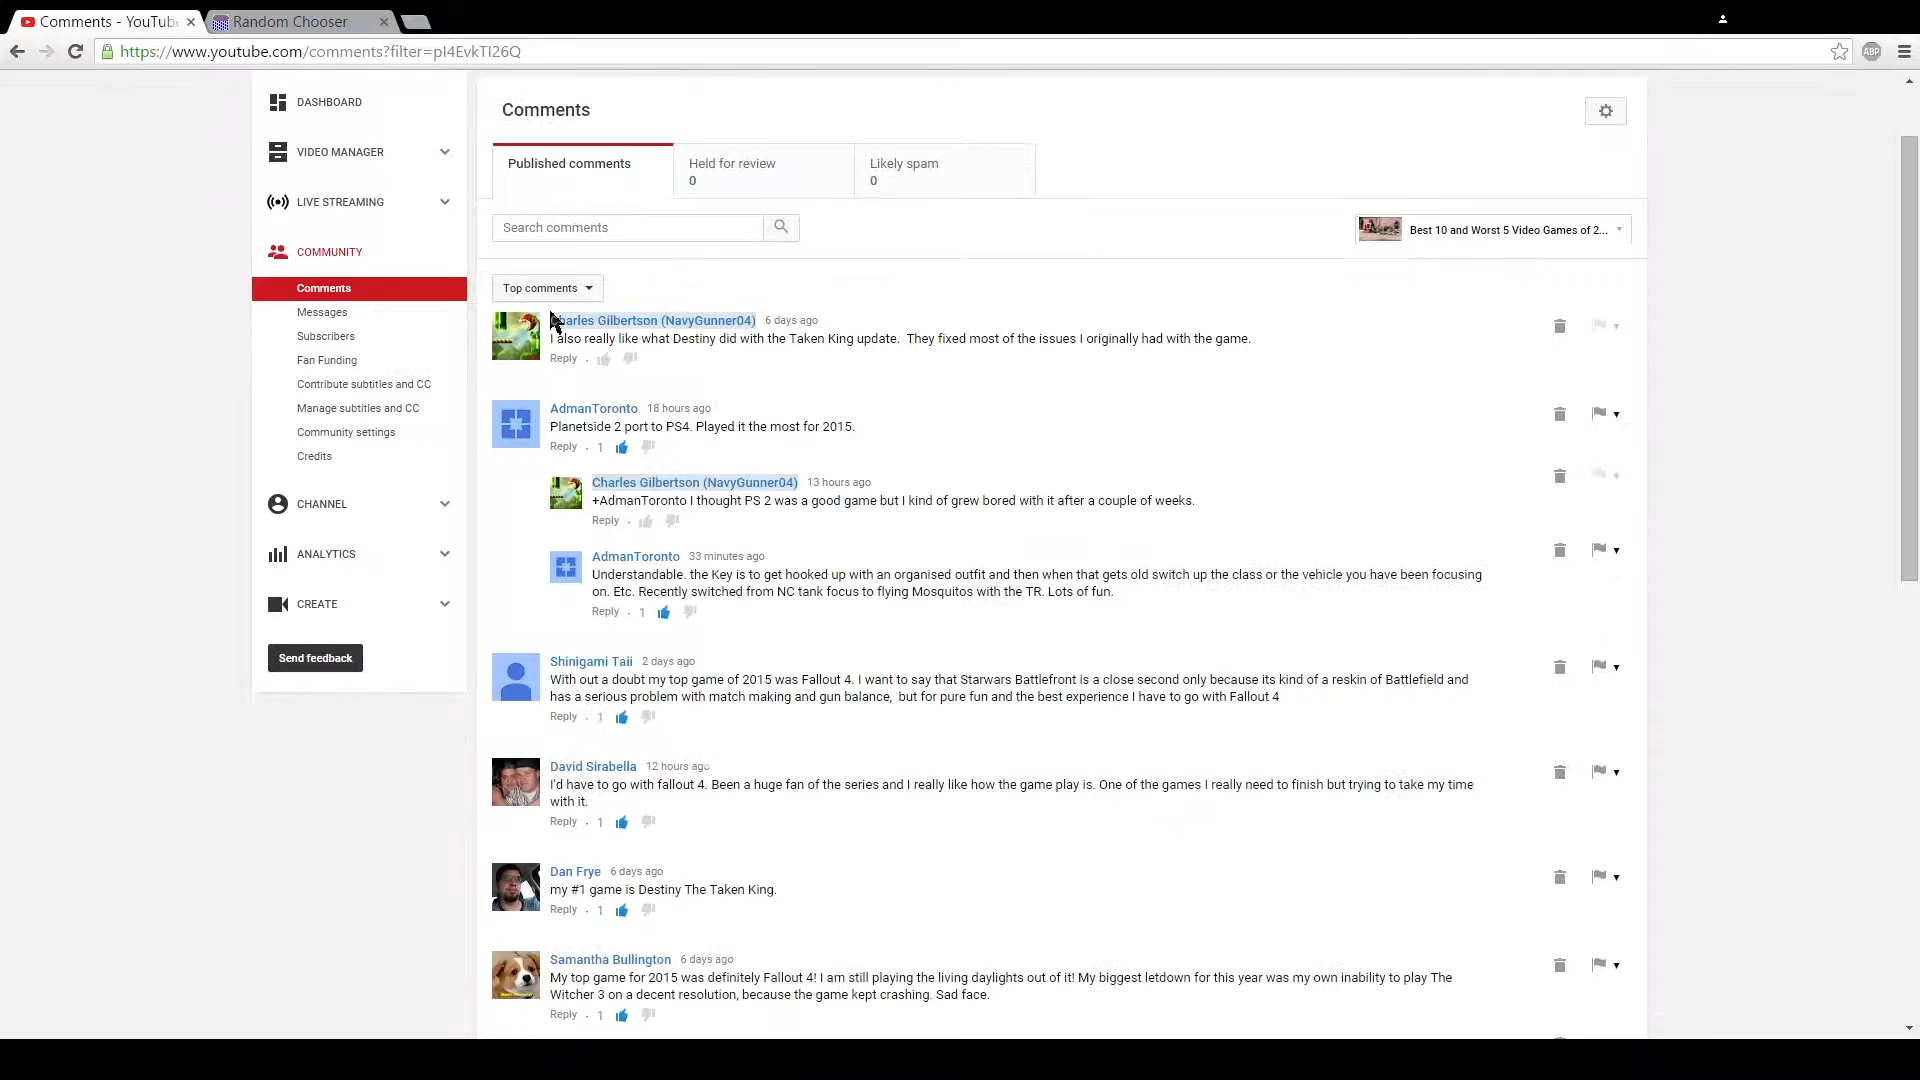 Comments - YouTube
Random Chooser
https://www.youtube.com/comments?filter=pI4EvkTI26Q
ABP
DASHBOARD
VIDEO MANAGER
LIVE STREAMING
COMMUNITY
Comments
Messages
Subscribers
Fan Funding
Contribute subtitles and CC
Manage subtitles and CC
Community settings
Credits
CHANNEL
ANALYTICS
CREATE
Send feedback
Comments
Published comments
Held for review
0
Likely spam
0
Search comments
Best 10 and Worst 5 Video Games of 2...
Top comments
Charles Gilbertson (NavyGunner04) 6 days ago
I also really like what Destiny did with the Taken King update.  They fixed most of the issues I originally had with the game.
Reply
AdmanToronto 18 hours ago
Planetside 2 port to PS4. Played it the most for 2015.
Reply 1
Charles Gilbertson (NavyGunner04) 13 hours ago
+AdmanToronto I thought PS 2 was a good game but I kind of grew bored with it after a couple of weeks.
Reply
AdmanToronto 33 minutes ago
Understandable. the Key is to get hooked up with an organised outfit and then when that gets old switch up the class or the vehicle you have been focusing
on. Etc. Recently switched from NC tank focus to flying Mosquitos with the TR. Lots of fun.
Reply 1
Shinigami Taii 2 days ago
With out a doubt my top game of 2015 was Fallout 4. I want to say that Starwars Battlefront is a close second only because its kind of a reskin of Battlefield and
has a serious problem with match making and gun balance,  but for pure fun and the best experience I have to go with Fallout 4
Reply 1
David Sirabella 12 hours ago
I'd have to go with fallout 4. Been a huge fan of the series and I really like how the game play is. One of the games I really need to finish but trying to take my time
with it.
Reply 1
Dan Frye 6 days ago
my #1 game is Destiny The Taken King.
Reply 1
Samantha Bullington 6 days ago
My top game for 2015 was definitely Fallout 4! I am still playing the living daylights out of it! My biggest letdown for this year was my own inability to play The
Witcher 3 on a decent resolution, because the game kept crashing. Sad face.
Reply 1